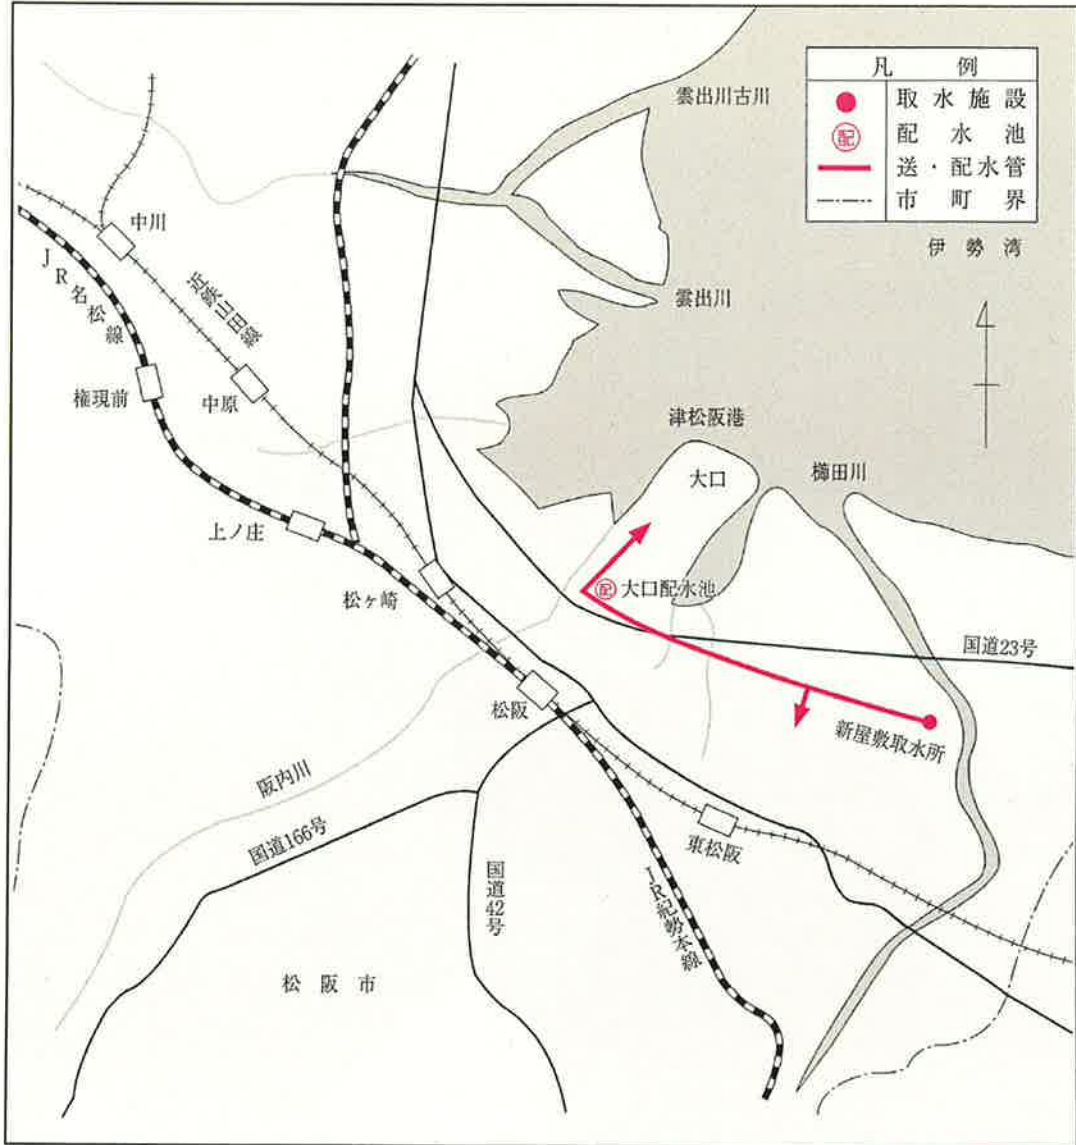 凡例
取水施設
配 配水池
送・配水管
市町界
雲出川古川
伊勢湾
中川
JR名松線
近鉄山田線
雲出川
権現前
中原
津松阪港
大口
櫛田川
上ノ庄
松ヶ崎
配 大口配水池
国道23号
松阪
新屋敷取水所
阪内川
国道166号
東松阪
国道42号
JR紀勢本線
松阪市